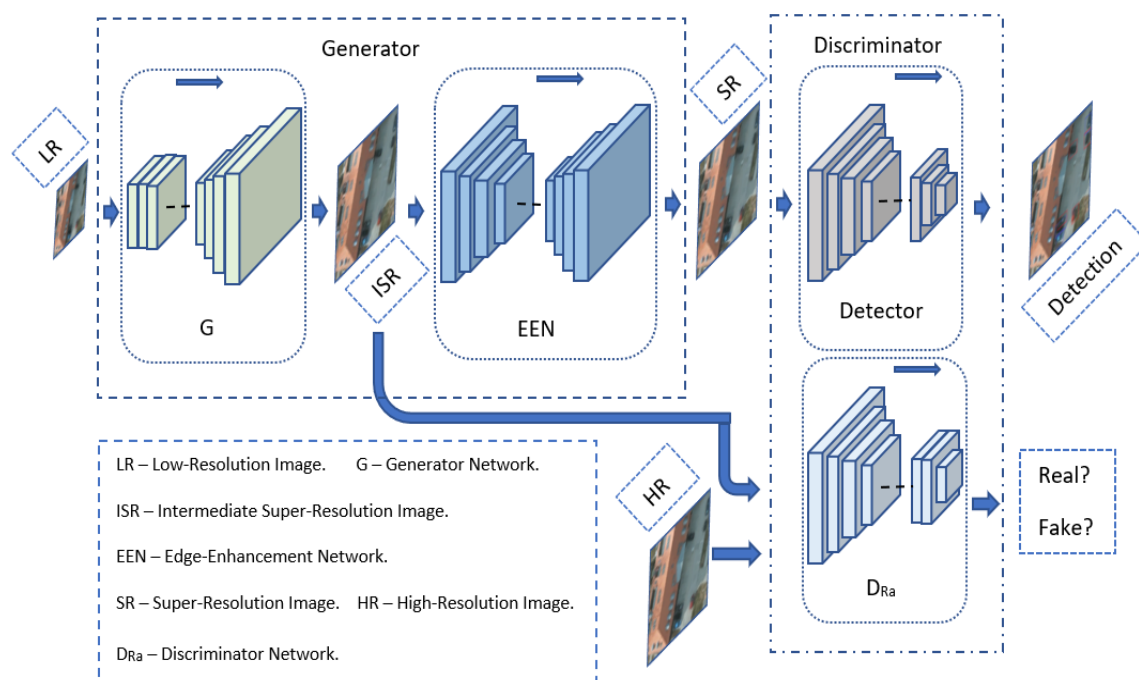 Generator
Discriminator
LR
SR
ISR
G
EEN
Detector
Detection
HR
DRa
Real?
Fake?
LR – Low-Resolution Image. G – Generator Network.
ISR – Intermediate Super-Resolution Image.
EEN – Edge-Enhancement Network.
SR – Super-Resolution Image. HR – High-Resolution Image.
DRa – Discriminator Network.